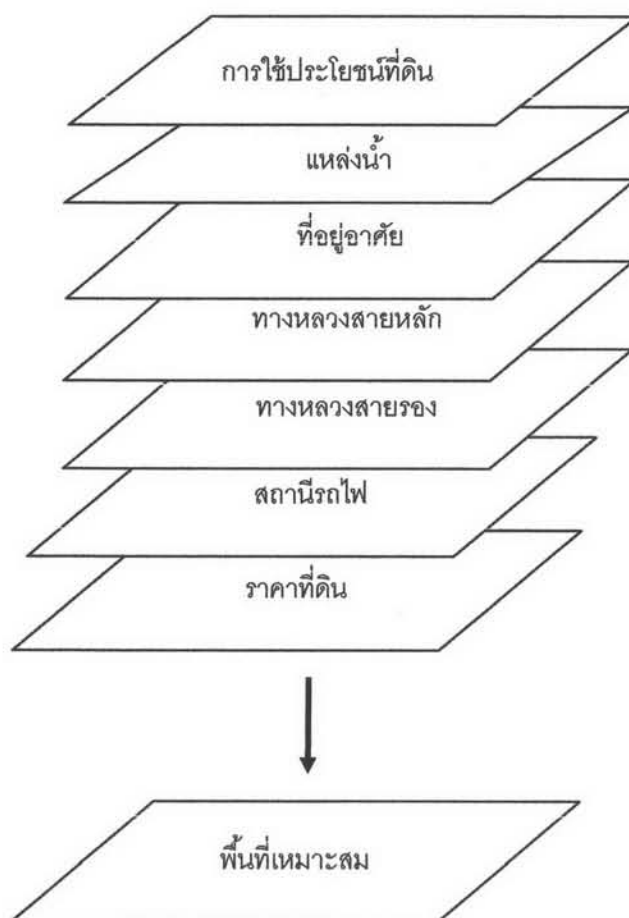 การใช้ประโยชน์ที่ดิน
แหล่งน้ำ
ที่อยู่อาศัย
ทางหลวงสายหลัก
ทางหลวงสายรอง
สถานีรถไฟ
ราคาที่ดิน
พื้นที่เหมาะสม